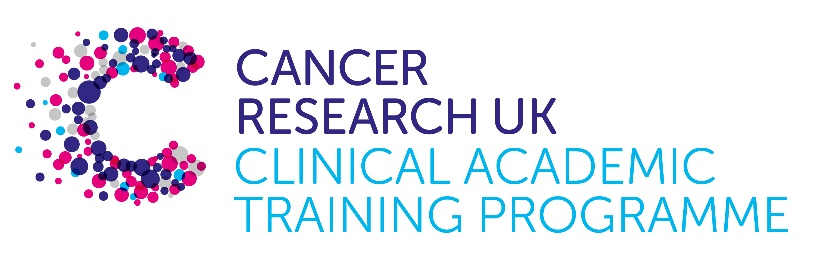 CANCER
RESEARCH UK
CLINICAL ACADEMIC
TRAINING PROGRAMME